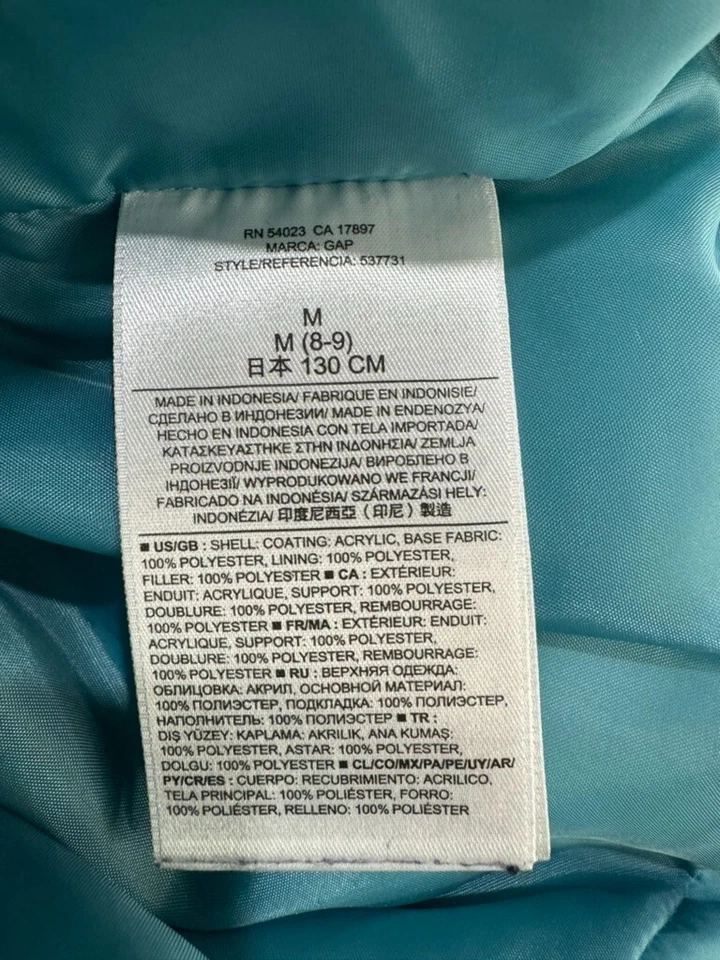 RN 54023 CA 17897
MARCA: GAP
STYLE/REFERENCIA: 537731
M
M (8-9)
日本 130 CM
MADE IN INDONESIA/ FABRIQUE EN INDONISIE/
СДЕЛАНО В ИНДОНЕЗИИ/ MADE IN ENDENOZYA/
HECHO EN INDONESIA CON TELA IMPORTADA/
ΚΑΤΑΣΚΕΥΑΣΤΗΚΕ ΣΤΗΝ ΙΝΔΟΝΗΣΙΑ/ ZEMLJA
PROIZVODNJE INDONEZIJA/ ВИРОБЛЕНО В
ІНДОНЕЗІЇ/ WYPRODUKOWANO WE FRANCJI/
FABRICADO NA INDONÉSIA/ SZÁRMAZÁSI HELY:
INDONÉZIA/ 印度尼西亞（印尼）製造
■ US/GB : SHELL: COATING: ACRYLIC, BASE FABRIC:
100% POLYESTER, LINING: 100% POLYESTER,
FILLER: 100% POLYESTER ■ CA : EXTÉRIEUR:
ENDUIT: ACRYLIQUE, SUPPORT: 100% POLYESTER,
DOUBLURE: 100% POLYESTER, REMBOURRAGE:
100% POLYESTER ■ FR/MA : EXTÉRIEUR: ENDUIT:
ACRYLIQUE, SUPPORT: 100% POLYESTER,
DOUBLURE: 100% POLYESTER, REMBOURRAGE:
100% POLYESTER ■ RU : ВЕРХНЯЯ ОДЕЖДА:
ОБЛИЦОВКА: АКРИЛ, ОСНОВНОЙ МАТЕРИАЛ:
100% ПОЛИЭСТЕР, ПОДКЛАДКА: 100% ПОЛИЭСТЕР,
НАПОЛНИТЕЛЬ: 100% ПОЛИЭСТЕР ■ TR :
DIŞ YÜZEY: KAPLAMA: AKRILIK, ANA KUMAŞ:
100% POLYESTER, ASTAR: 100% POLYESTER,
DOLGU: 100% POLYESTER ■ CL/CO/MX/PA/PE/UY/AR/
PY/CR/ES : CUERPO: RECUBRIMIENTO: ACRILICO,
TELA PRINCIPAL: 100% POLIÉSTER, FORRO:
100% POLIÉSTER, RELLENO: 100% POLIÉSTER